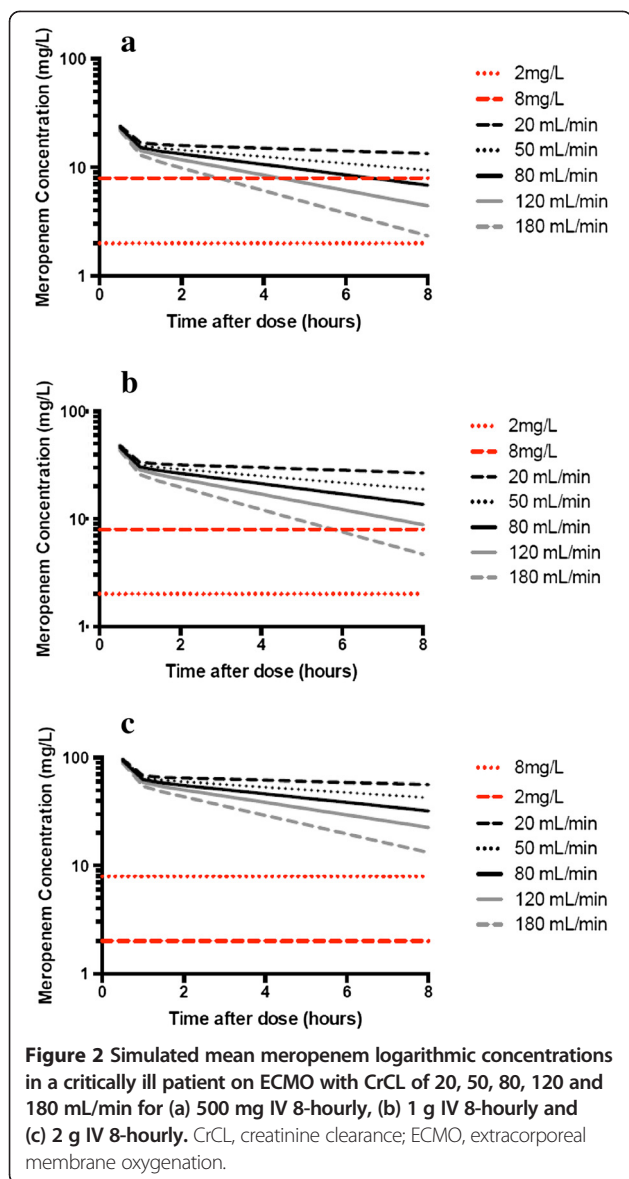 a
Meropenem Concentration (mg/L)
100
10
1
0 2 4 6 8
Time after dose (hours)
2mg/L
8mg/L
20 mL/min
50 mL/min
80 mL/min
120 mL/min
180 mL/min
b
Meropenem Concentration (mg/L)
100
10
1
0 2 4 6 8
Time after dose (hours)
2mg/L
8mg/L
20 mL/min
50 mL/min
80 mL/min
120 mL/min
180 mL/min
c
Meropenem Concentration (mg/L)
100
10
1
0 2 4 6 8
Time after dose (hours)
8mg/L
2mg/L
20 mL/min
50 mL/min
80 mL/min
120 mL/min
180 mL/min
Figure 2 Simulated mean meropenem logarithmic concentrations
in a critically ill patient on ECMO with CrCL of 20, 50, 80, 120 and
180 mL/min for (a) 500 mg IV 8-hourly, (b) 1 g IV 8-hourly and
(c) 2 g IV 8-hourly. CrCL, creatinine clearance; ECMO, extracorporeal
membrane oxygenation.